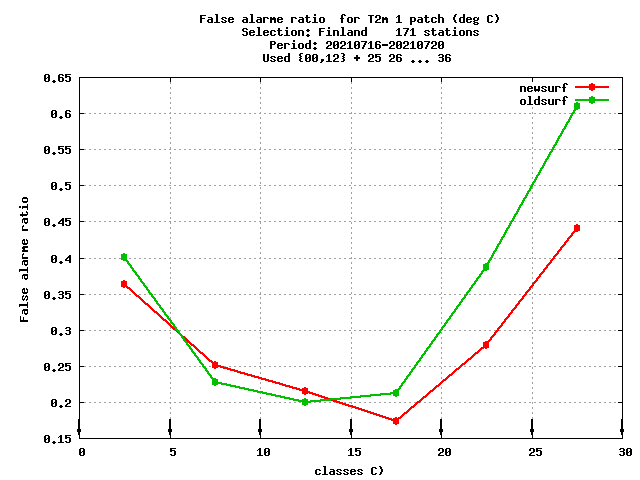 False alarme ratio  for T2m 1 patch (deg C)
Selection: Finland    171 stations
Period: 20210716-20210720
Used {00,12} + 25 26 ... 36
newsurf
oldsurf
0.65
0.6
0.55
0.5
0.45
0.4
0.35
0.3
0.25
0.2
0.15
False alarme ratio
0 5 10 15 20 25 30
classes C)